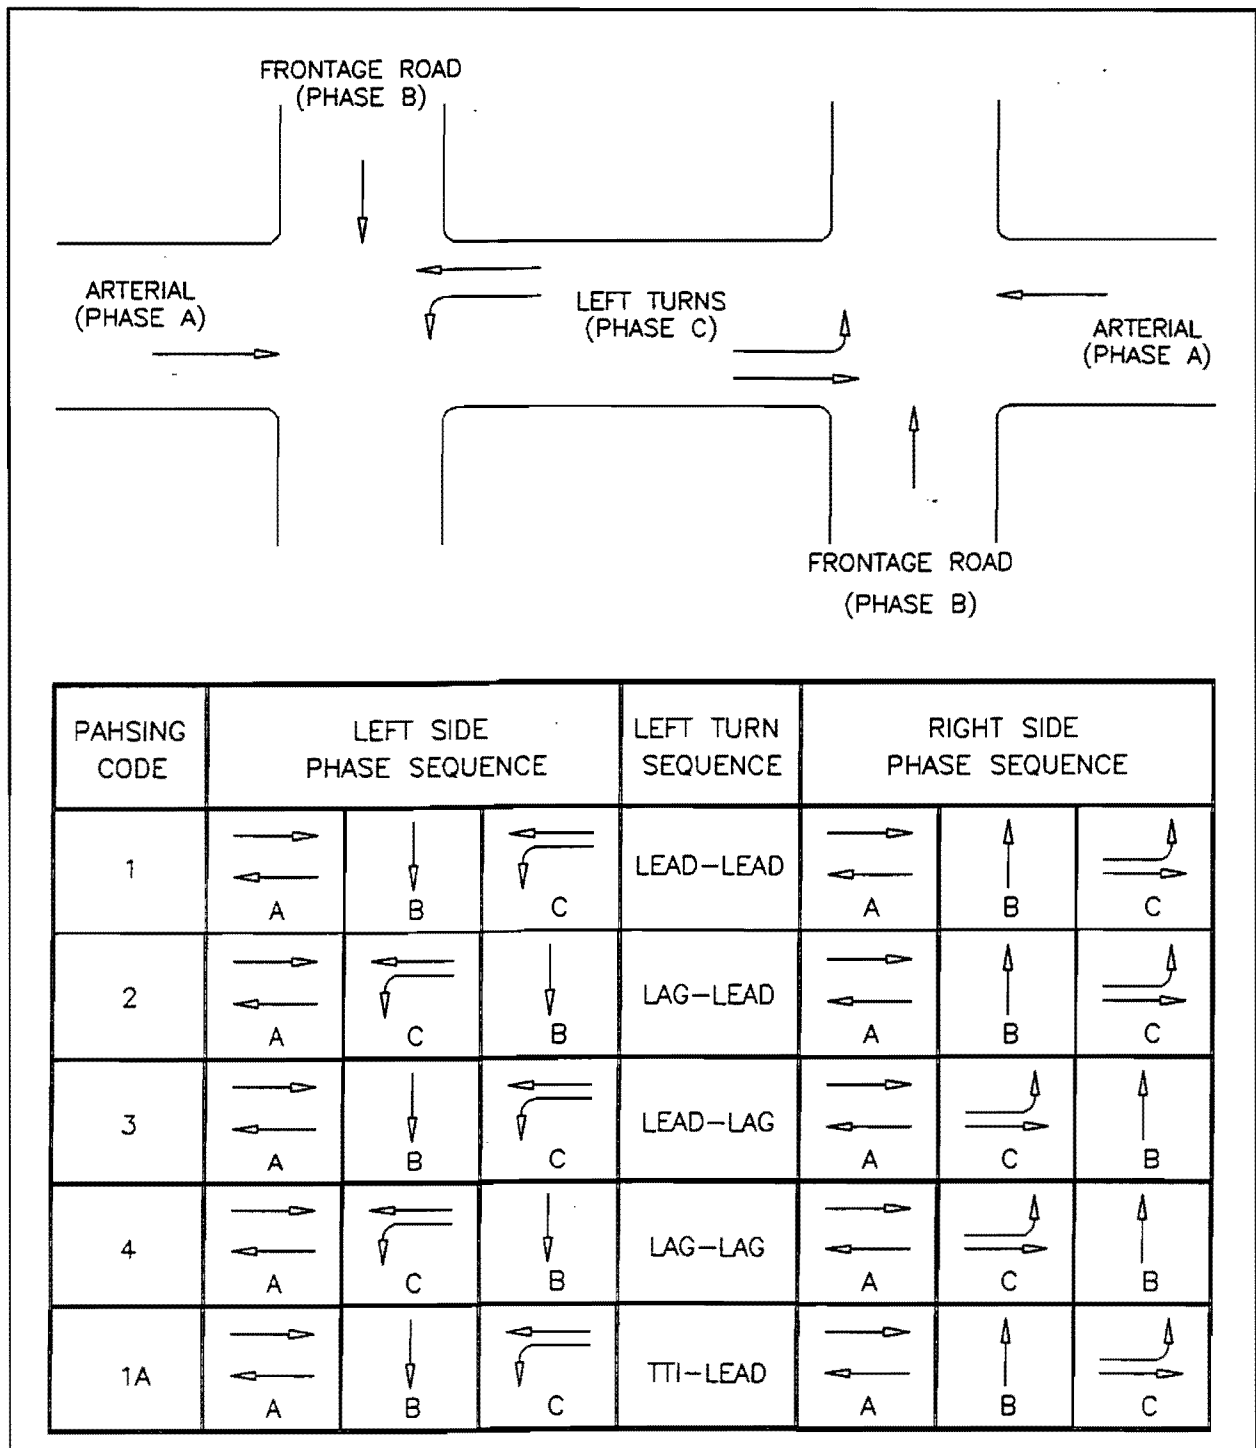 FRONTAGE ROAD
(PHASE B)
ARTERIAL
(PHASE A)
LEFT TURNS
(PHASE C)
ARTERIAL
(PHASE A)
FRONTAGE ROAD
(PHASE B)
PAHSING CODE
LEFT SIDE PHASE SEQUENCE
LEFT TURN SEQUENCE
RIGHT SIDE PHASE SEQUENCE
1 A B C LEAD-LEAD A B C
2 A C B LAG-LEAD A B C
3 A B C LEAD-LAG A C B
4 A C B LAG-LAG A C B
1A A B C TTI-LEAD A B C